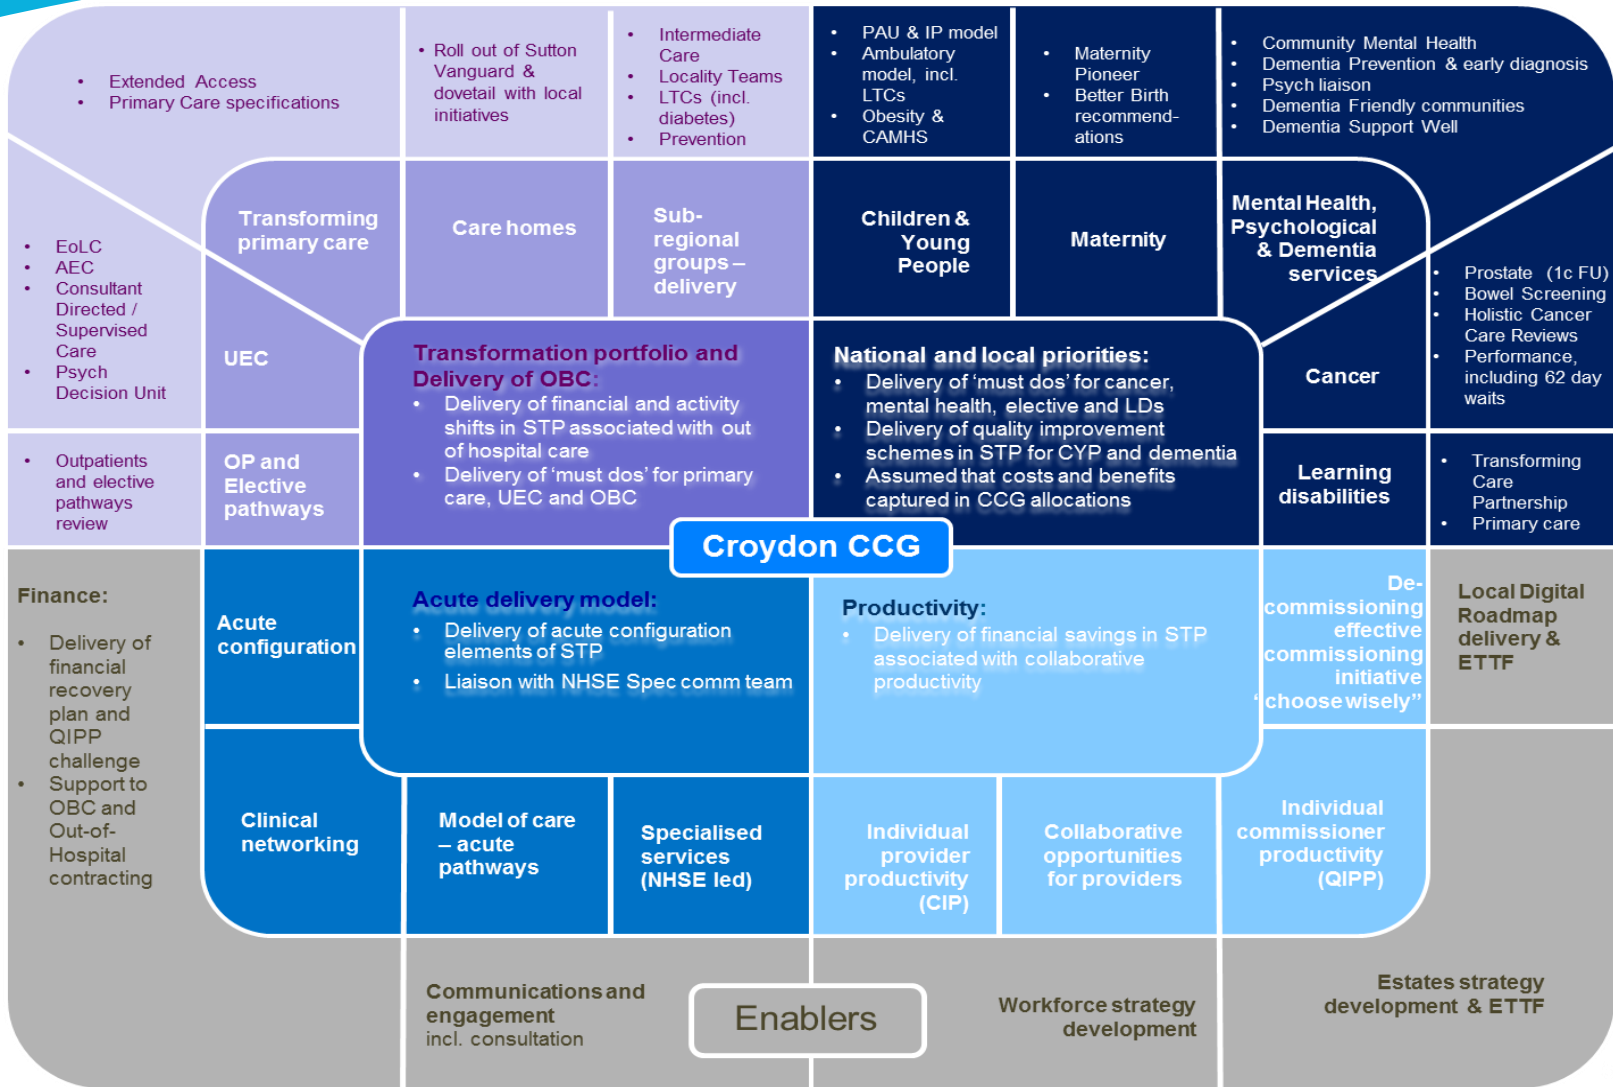 • Extended Access
• Primary Care specifications
• Roll out of Sutton
Vanguard &
dovetail with local
initiatives
• Intermediate
Care
• Locality Teams
• LTCs (incl.
diabetes)
• Prevention
• PAU & IP model
• Ambulatory
model, incl.
LTCs
• Obesity &
CAMHS
• Maternity
Pioneer
• Better Birth
recommend-
ations
• Community Mental Health
• Dementia Prevention & early diagnosis
• Psych liaison
• Dementia Friendly communities
• Dementia Support Well
Transforming
primary care
Care homes
Sub-
regional
groups –
delivery
Children &
Young
People
Maternity
Mental Health,
Psychological
& Dementia
services
• EoLC
• AEC
• Consultant
Directed /
Supervised
Care
• Psych
Decision Unit
UEC
Transformation portfolio and
Delivery of OBC:
• Delivery of financial and activity
shifts in STP associated with out
of hospital care
• Delivery of ‘must dos’ for primary
care, UEC and OBC
National and local priorities:
• Delivery of ‘must dos’ for cancer,
mental health, elective and LDs
• Delivery of quality improvement
schemes in STP for CYP and dementia
• Assumed that costs and benefits
captured in CCG allocations
Cancer
• Prostate (1c FU)
• Bowel Screening
• Holistic Cancer
Care Reviews
• Performance,
including 62 day
waits
• Outpatients
and elective
pathways
review
OP and
Elective
pathways
Learning
disabilities
• Transforming
Care
Partnership
• Primary care
Croydon CCG
Finance:
• Delivery of
financial
recovery
plan and
QIPP
challenge
• Support to
OBC and
Out-of-
Hospital
contracting
Acute
configuration
Acute delivery model:
• Delivery of acute configuration
elements of STP
• Liaison with NHSE Spec comm team
Productivity:
• Delivery of financial savings in STP
associated with collaborative
productivity
De-
commissioning
effective
commissioning
initiative
“choose wisely”
Local Digital
Roadmap
delivery &
ETTF
Clinical
networking
Model of care
– acute
pathways
Specialised
services
(NHSE led)
Individual
provider
productivity
(CIP)
Collaborative
opportunities
for providers
Individual
commissioner
productivity
(QIPP)
Communications and
engagement
incl. consultation
Enablers
Workforce strategy
development
Estates strategy
development & ETTF